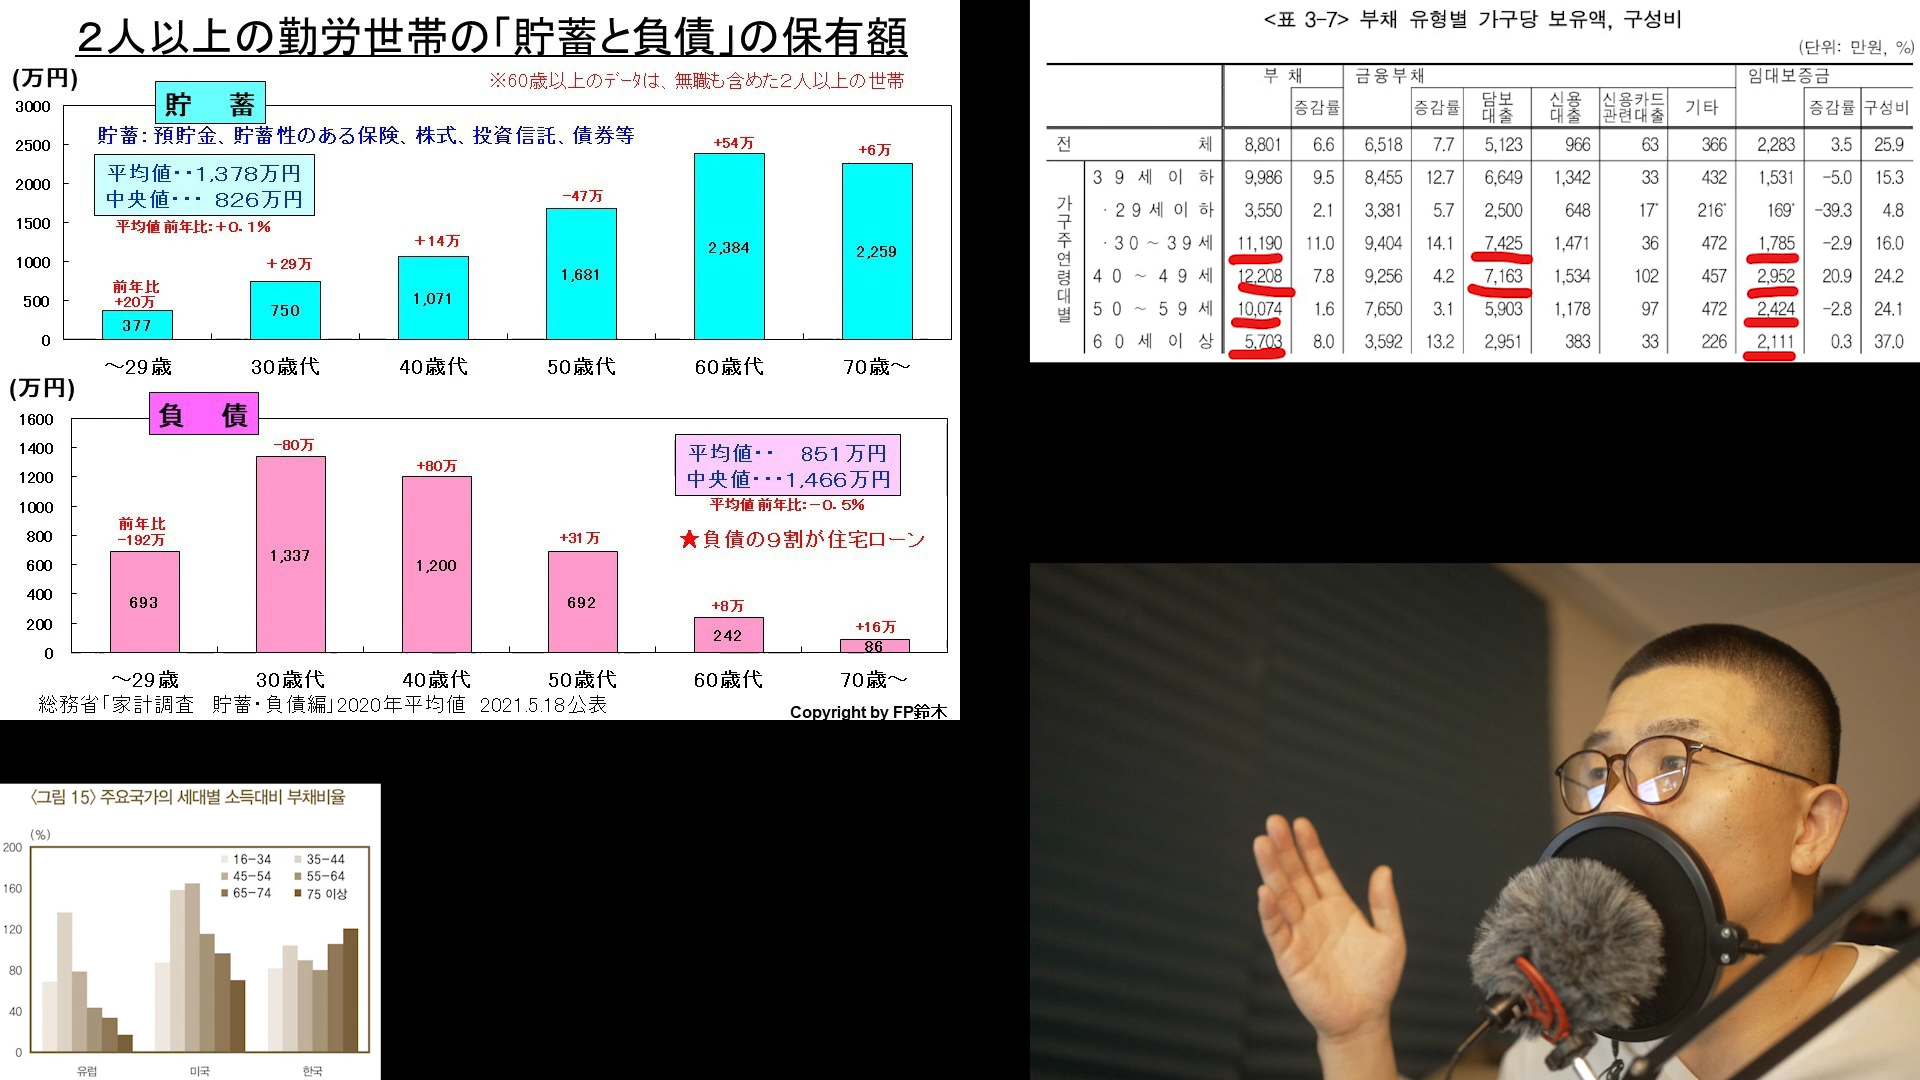 ２人以上の勤労世帯の｢貯蓄と負債｣の保有額
(万円)
※60歳以上のﾃﾞｰﾀは、無職も含めた２人以上の世帯
貯　蓄
貯蓄：預貯金、貯蓄性のある保険、株式、投資信託、債券等
平均値‥1,378万円
中央値… 826万円
平均値 前年比：+0.1%
3000
2500
2000
1500
1000
500
0
前年比
+20万
+29万
+14万
-47万
+54万
+6万
377
750
1,071
1,681
2,384
2,259
～29歳
30歳代
40歳代
50歳代
60歳代
70歳～
(万円)
負　債
1600
1400
1200
1000
800
600
400
200
0
平均値‥ 851万円
中央値…1,466万円
平均値 前年比：-0.5%
★負債の９割が住宅ローン
前年比
-192万
-80万
+80万
+31万
+8万
+16万
693
1,337
1,200
692
242
86
～29歳
30歳代
40歳代
50歳代
60歳代
70歳～
総務省｢家計調査　貯蓄･負債編｣2020年平均値　2021.5.18公表
Copyright by FP鈴木
<표 3-7> 부채 유형별 가구당 보유액, 구성비
(단위: 만원, %)
부 채 금융부채 임대보증금
증감률 증감률 담보대출 신용대출 신용카드관련대출 기타 증감률 구성비
전 체 8,801 6.6 6,518 7.7 5,123 966 63 366 2,283 3.5 25.9
가구주연령대별
39세이하 9,986 9.5 8,455 12.7 6,649 1,342 33 432 1,531 -5.0 15.3
·29세이하 3,550 2.1 3,381 5.7 2,500 648 17* 216* 169* -39.3 4.8
·30～39세 11,190 11.0 9,404 14.1 7,425 1,471 36 472 1,785 -2.9 16.0
40～49세 12,208 7.8 9,256 4.2 7,163 1,534 102 457 2,952 20.9 24.2
50～59세 10,074 1.6 7,650 3.1 5,903 1,178 97 472 2,424 -2.8 24.1
60세이상 5,703 8.0 3,592 13.2 2,951 383 33 226 2,111 0.3 37.0
<그림 15> 주요국가의 세대별 소득대비 부채비율
(%)
200
160
120
80
40
0
16-34 35-44
45-54 55-64
65-74 75 이상
유럽 미국 한국